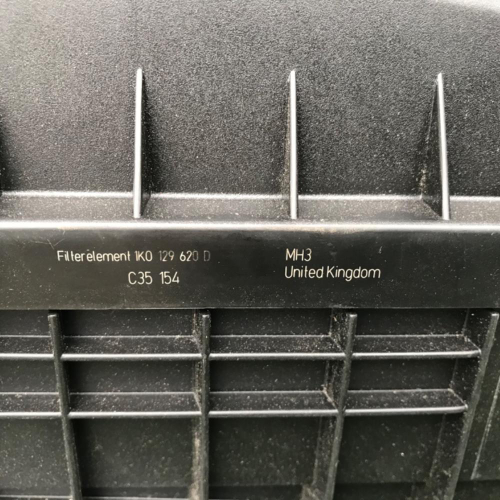 Filterelement 1K0 129 620 D
C35 154
MH3
United Kingdom